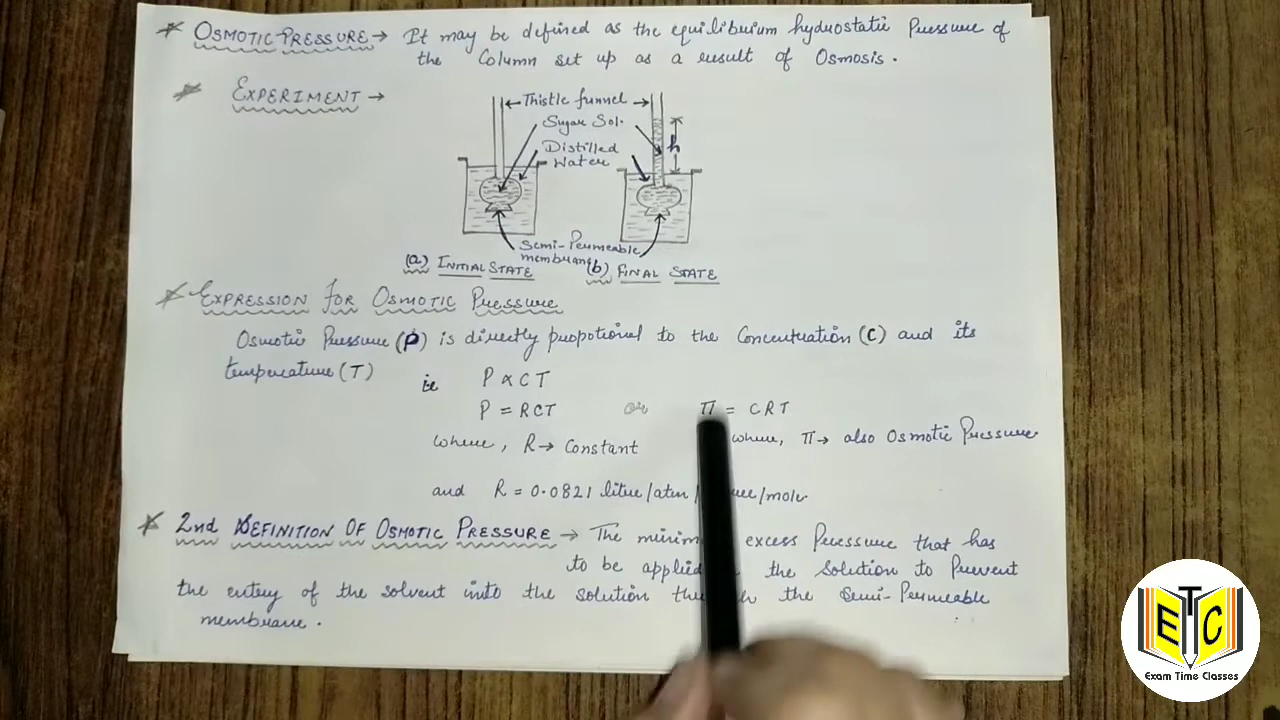 * OSMOTIC PRESSURE → It may be defined as the equilibrium hydrostatic Pressure of
the Column set up as a result of Osmosis.
* EXPERIMENT →
Thistle funnel
Sugar Sol.
h
Distilled
Water
Semi-Permeable
membrane
(a) INITIAL STATE (b) FINAL STATE
* EXPRESSION FOR OSMOTIC PRESSURE
Osmotic Pressure (P) is directly propotional to the Concentration (C) and its
temperature (T)
ie P ∝ CT
P = RCT or π = CRT
where, R → Constant where, π → also Osmotic Pressure
and R = 0.0821 litre/atm/ /mole
* 2nd DEFINITION OF OSMOTIC PRESSURE → The excess Pressure that has
to be applied the Solution to Prevent
the entry of the solvent into the solution the Semi-Permeable
membrane.
ETC
Exam Time Classes